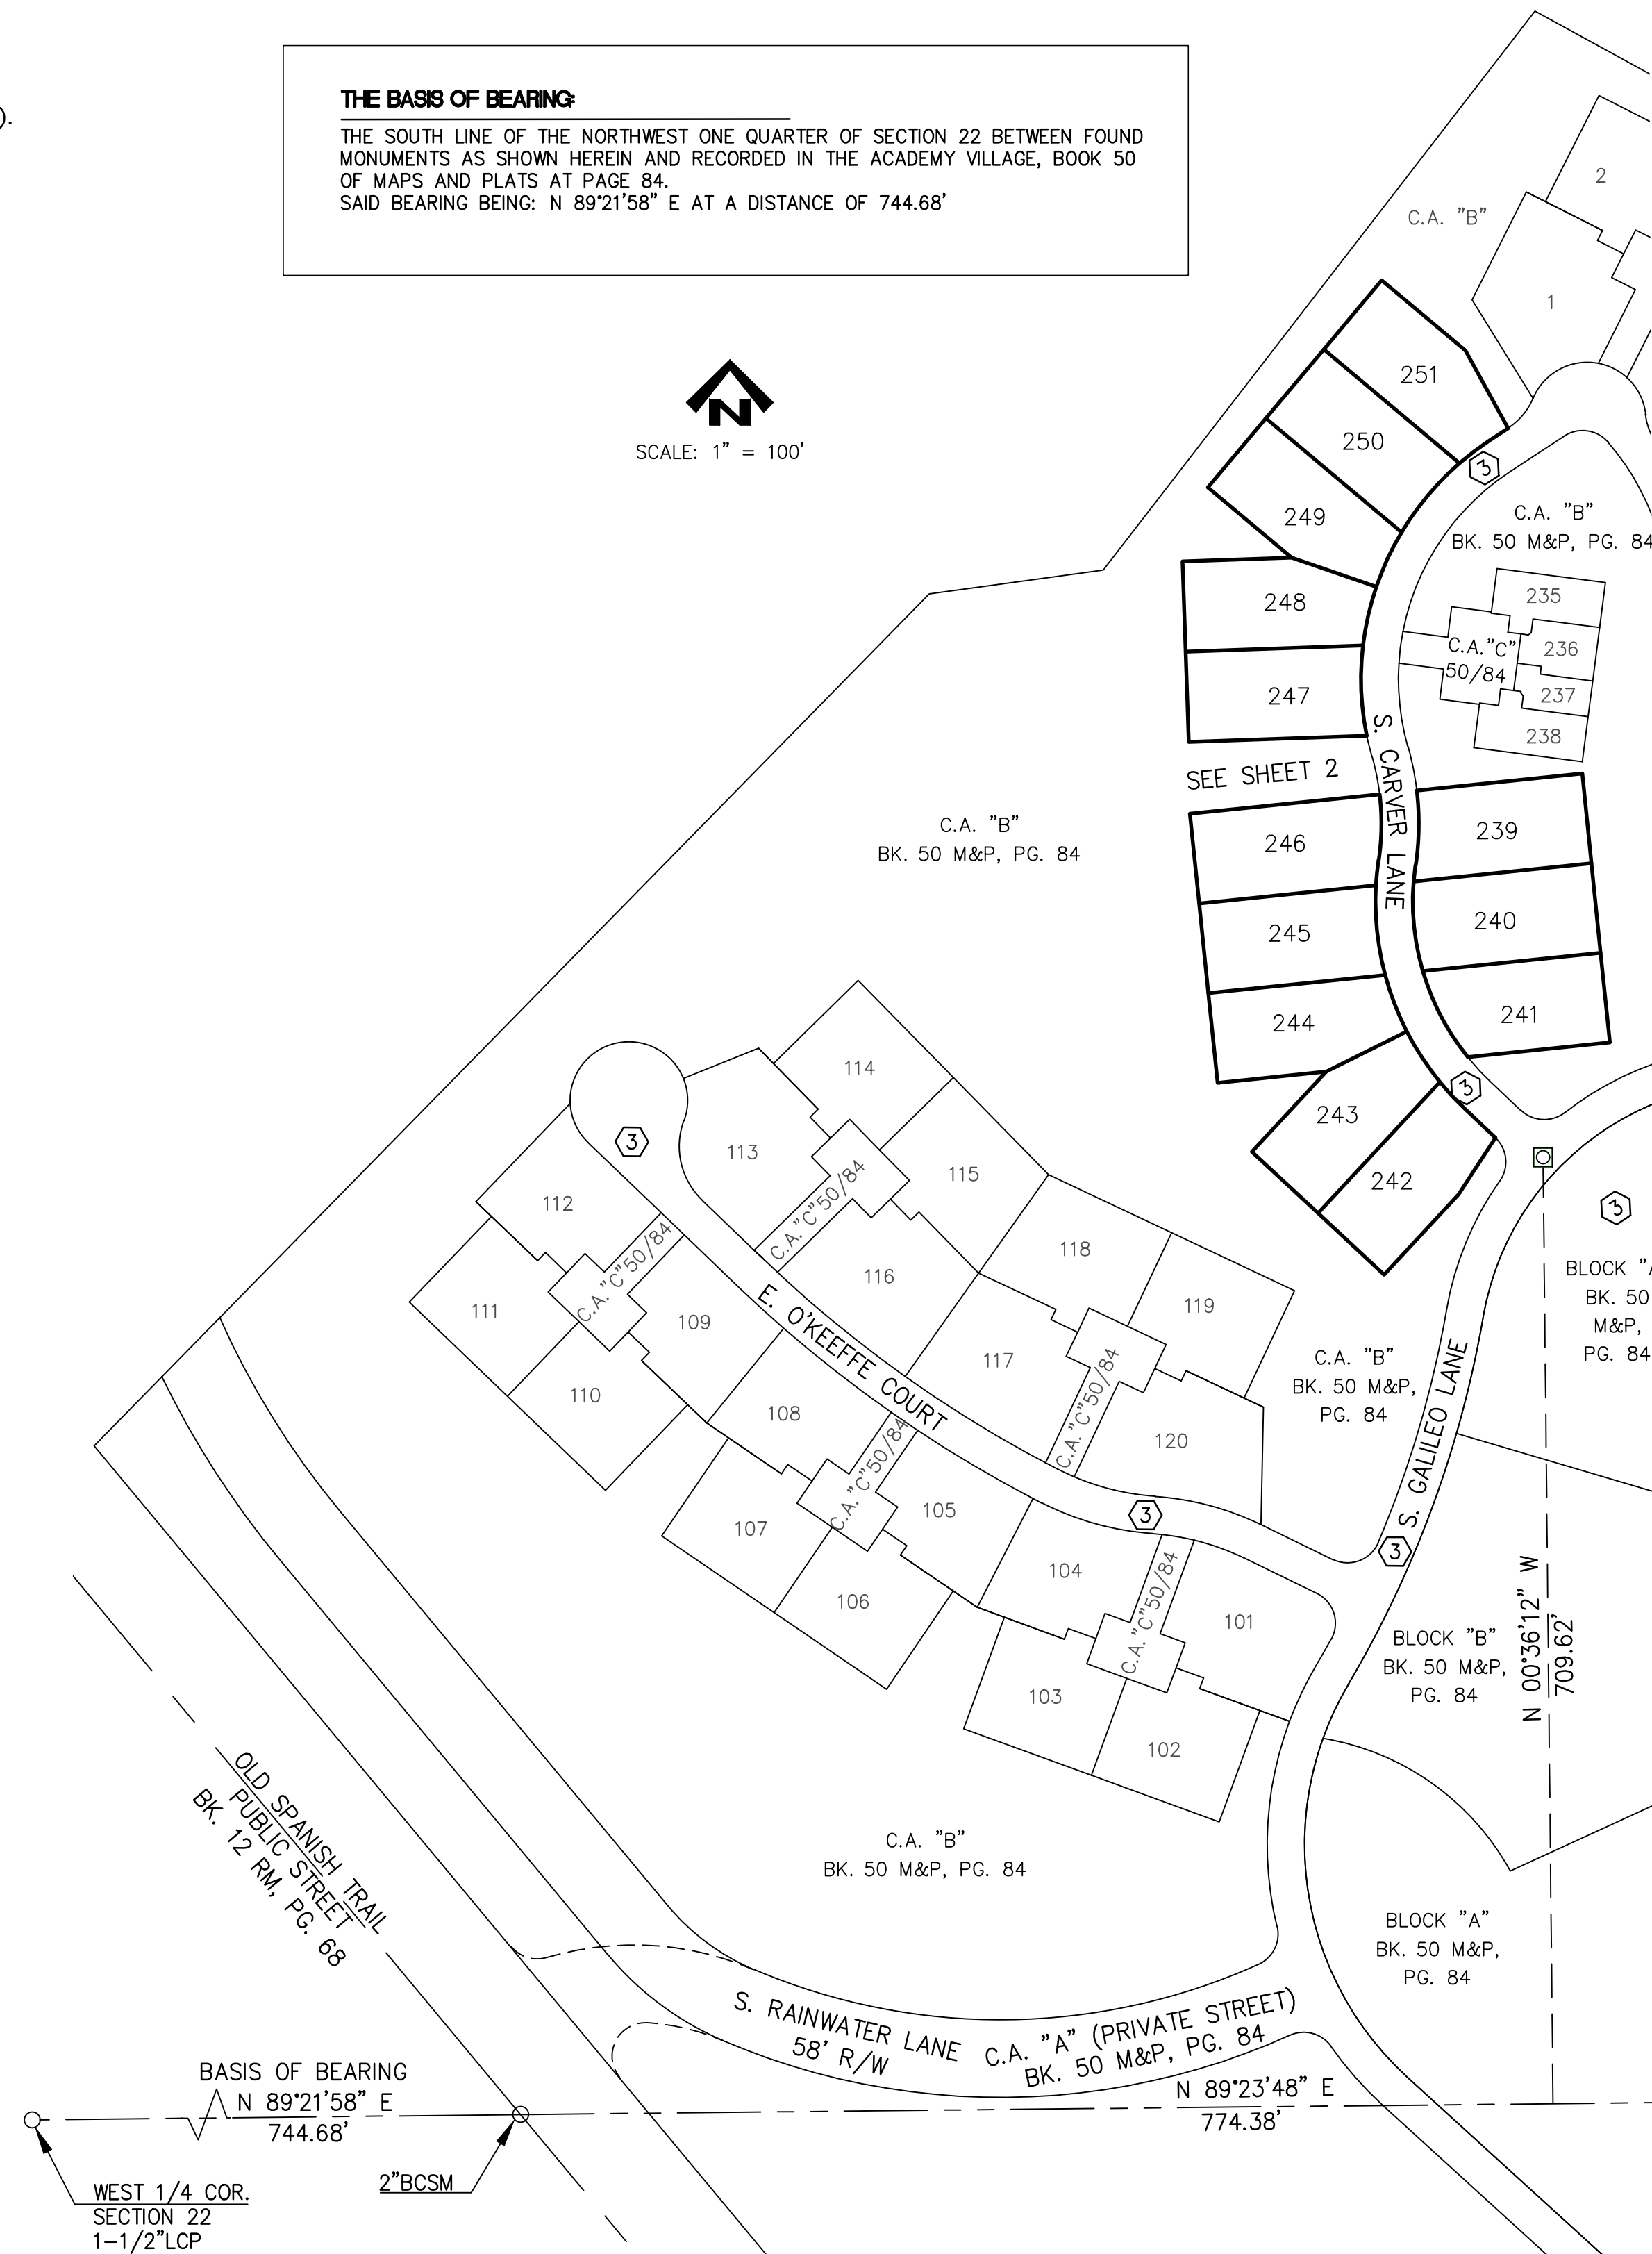 ).
THE BASIS OF BEARING:
THE SOUTH LINE OF THE NORTHWEST ONE QUARTER OF SECTION 22 BETWEEN FOUND
MONUMENTS AS SHOWN HEREIN AND RECORDED IN THE ACADEMY VILLAGE, BOOK 50
OF MAPS AND PLATS AT PAGE 84.
SAID BEARING BEING: N 89°21'58" E AT A DISTANCE OF 744.68'
N
SCALE: 1" = 100'
2
C.A. "B"
1
251
250
3
249
C.A. "B"
BK. 50 M&P, PG. 84
248
235
236
C.A."C"
50/84
237
238
247
S. CARVER LANE
SEE SHEET 2
246
239
C.A. "B"
BK. 50 M&P, PG. 84
245
240
244
241
3
243
242
114
113
115
3
C.A."C"50/84
112
116
118
119
3
BLOCK "A
BK. 50
M&P,
PG. 84
C.A."C"50/84
111
109
E. O'KEEFFE COURT
117
C.A."C"50/84
C.A. "B"
BK. 50 M&P,
PG. 84
S. GALILEO LANE
110
108
120
C.A."C"50/84
105
107
3
3
104
106
C.A."C"50/84
101
103
102
N 00°36'12" W
709.62'
BLOCK "B"
BK. 50 M&P,
PG. 84
OLD SPANISH TRAIL
PUBLIC STREET
BK. 12 RM, PG. 68
C.A. "B"
BK. 50 M&P, PG. 84
BLOCK "A"
BK. 50 M&P,
PG. 84
S. RAINWATER LANE C.A. "A" (PRIVATE STREET)
58' R/W BK. 50 M&P, PG. 84
BASIS OF BEARING
N 89°21'58" E
744.68'
N 89°23'48" E
774.38'
2"BCSM
WEST 1/4 COR.
SECTION 22
1-1/2"LCP